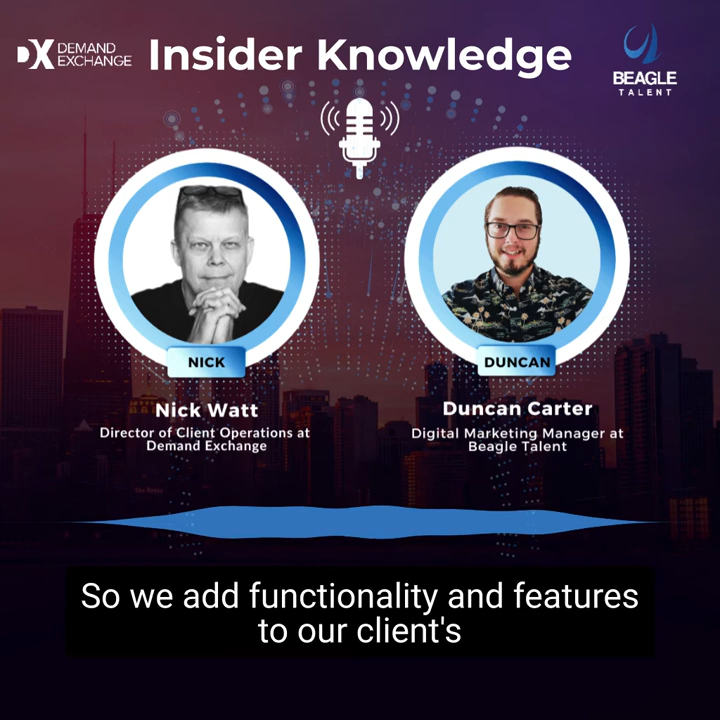 DX DEMAND
EXCHANGE
Insider Knowledge
BEAGLE
TALENT
NICK
DUNCAN
Nick Watt
Director of Client Operations at
Demand Exchange
Duncan Carter
Digital Marketing Manager at
Beagle Talent
So we add functionality and features
to our client's